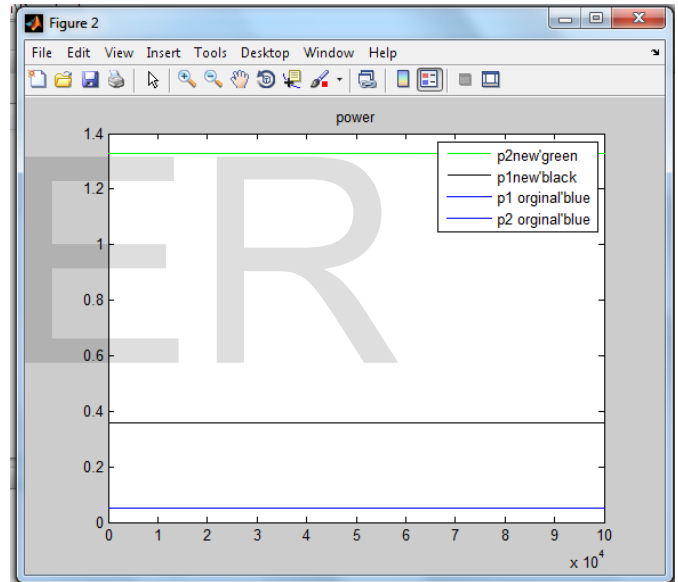 Figure 2
File Edit View Insert Tools Desktop Window Help
power
1.4
1.2
1
0.8
0.6
0.4
0.2
0
p2new'green
p1new'black
p1 orginal'blue
p2 orginal'blue
ER
0 1 2 3 4 5 6 7 8 9 10
x 10^4